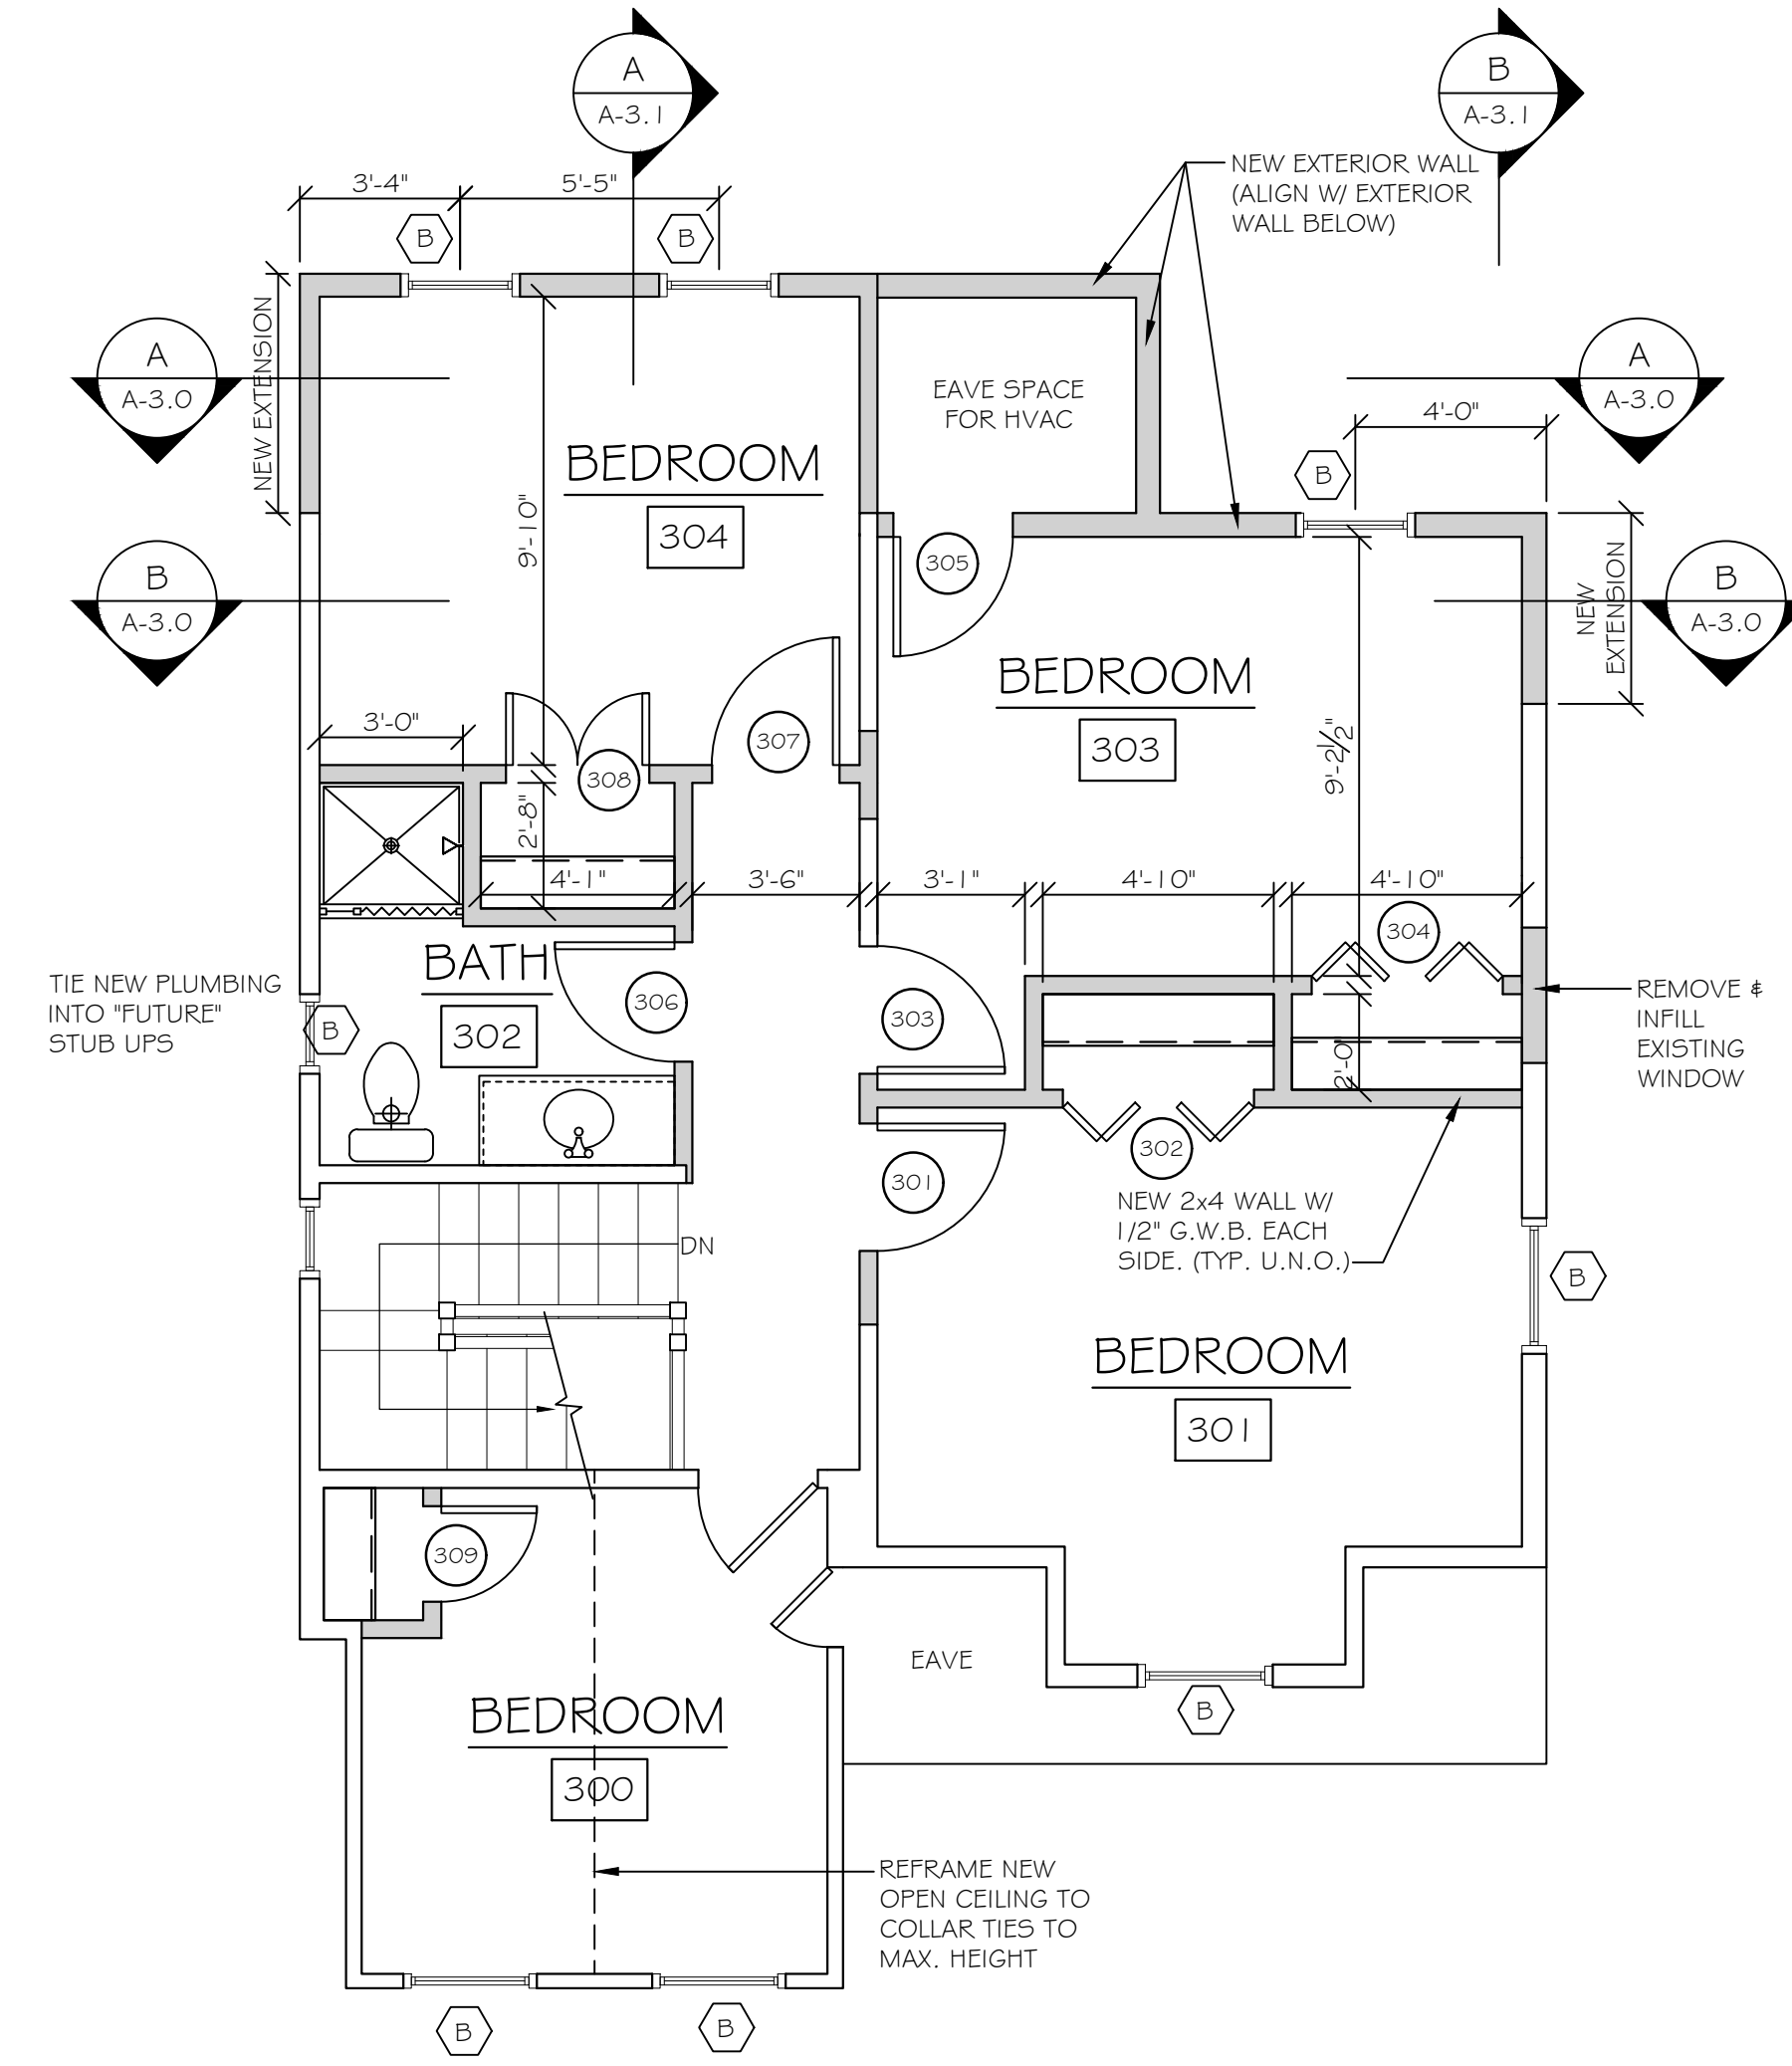 A
A-3.1
B
A-3.1
NEW EXTERIOR WALL
(ALIGN W/ EXTERIOR
WALL BELOW)
3'-4"
5'-5"
B
B
NEW EXTENSION
A
A-3.0
EAVE SPACE
FOR HVAC
A
A-3.0
4'-0"
B
BEDROOM
304
9'-10"
305
B
A-3.0
NEW
EXTENSION
B
A-3.0
BEDROOM
303
9'-2 1/2"
3'-0"
307
308
2'-8"
4'-1"
3'-6"
3'-1"
4'-10"
4'-10"
304
BATH
302
306
303
TIE NEW PLUMBING
INTO "FUTURE"
STUB UPS
B
REMOVE &
INFILL
EXISTING
WINDOW
2'-0"
302
301
NEW 2x4 WALL W/
1/2" G.W.B. EACH
SIDE. (TYP. U.N.O.)
DN
B
BEDROOM
301
309
EAVE
B
BEDROOM
300
REFRAME NEW
OPEN CEILING TO
COLLAR TIES TO
MAX. HEIGHT
B
B